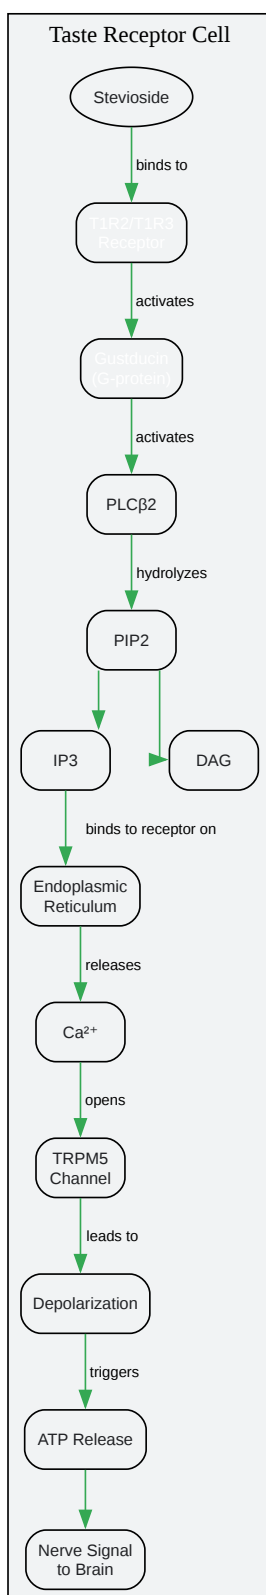 Taste Receptor Cell
Stevioside
binds to
T1R2/T1R3
Receptor
activates
Gustducin
(G-protein)
activates
PLCβ2
hydrolyzes
PIP2
IP3
DAG
binds to receptor on
Endoplasmic
Reticulum
releases
Ca²⁺
opens
TRPM5
Channel
leads to
Depolarization
triggers
ATP Release
Nerve Signal
to Brain